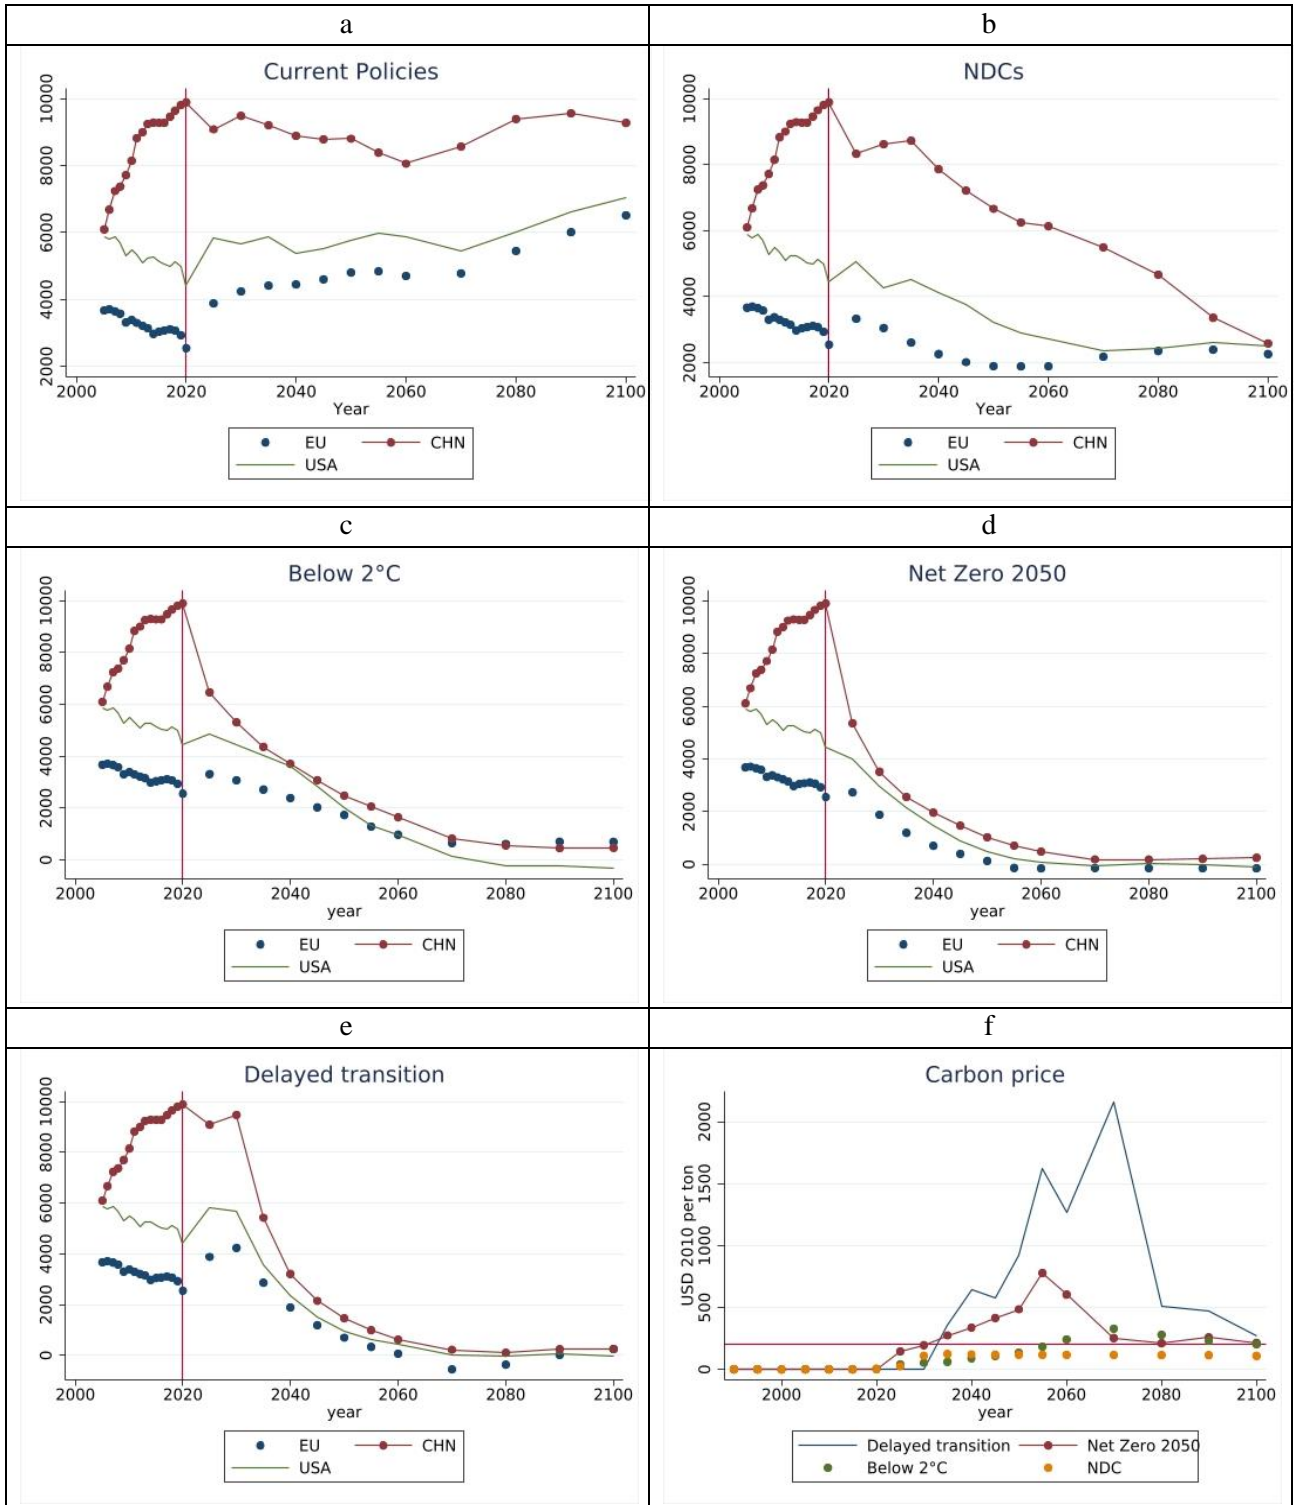 a
b
Current Policies
10000
8000
6000
4000
2000
2000 2020 2040 2060 2080 2100
Year
EU CHN
USA
NDCs
10000
8000
6000
4000
2000
2000 2020 2040 2060 2080 2100
Year
EU CHN
USA
c
d
Below 2°C
10000
8000
6000
4000
2000
0
2000 2020 2040 2060 2080 2100
year
EU CHN
USA
Net Zero 2050
10000
8000
6000
4000
2000
0
2000 2020 2040 2060 2080 2100
year
EU CHN
USA
e
f
Delayed transition
10000
8000
6000
4000
2000
0
2000 2020 2040 2060 2080 2100
year
EU CHN
USA
Carbon price
USD 2010 per ton
2000
1500
1000
500
0
2000 2020 2040 2060 2080 2100
year
Delayed transition Net Zero 2050
Below 2°C NDC